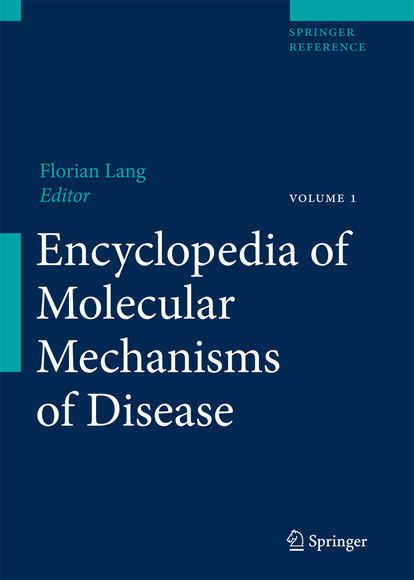 SPRINGER
REFERENCE
Florian Lang
Editor
VOLUME 1
Encyclopedia of
Molecular
Mechanisms
of Disease
Springer